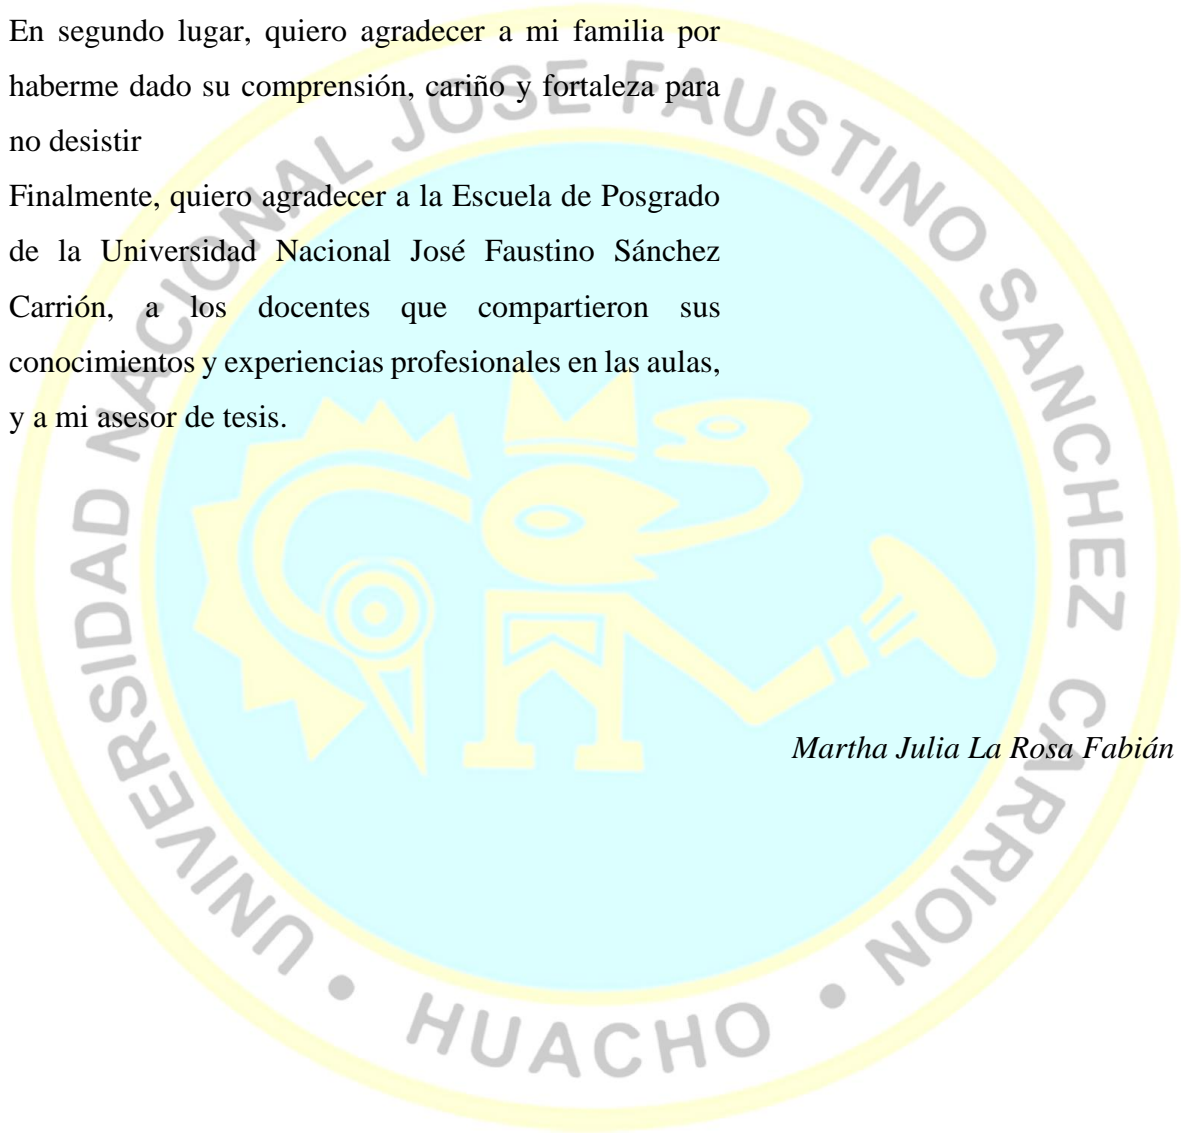 En segundo lugar, quiero agradecer a mi familia por
haberme dado su comprensión, cariño y fortaleza para
no desistir
Finalmente, quiero agradecer a la Escuela de Posgrado
de la Universidad Nacional José Faustino Sánchez
Carrión, a los docentes que compartieron sus
conocimientos y experiencias profesionales en las aulas,
y a mi asesor de tesis.
Martha Julia La Rosa Fabián
UNIVERSIDAD NACIONAL JOSE FAUSTINO SANCHEZ CARRION • HUACHO •